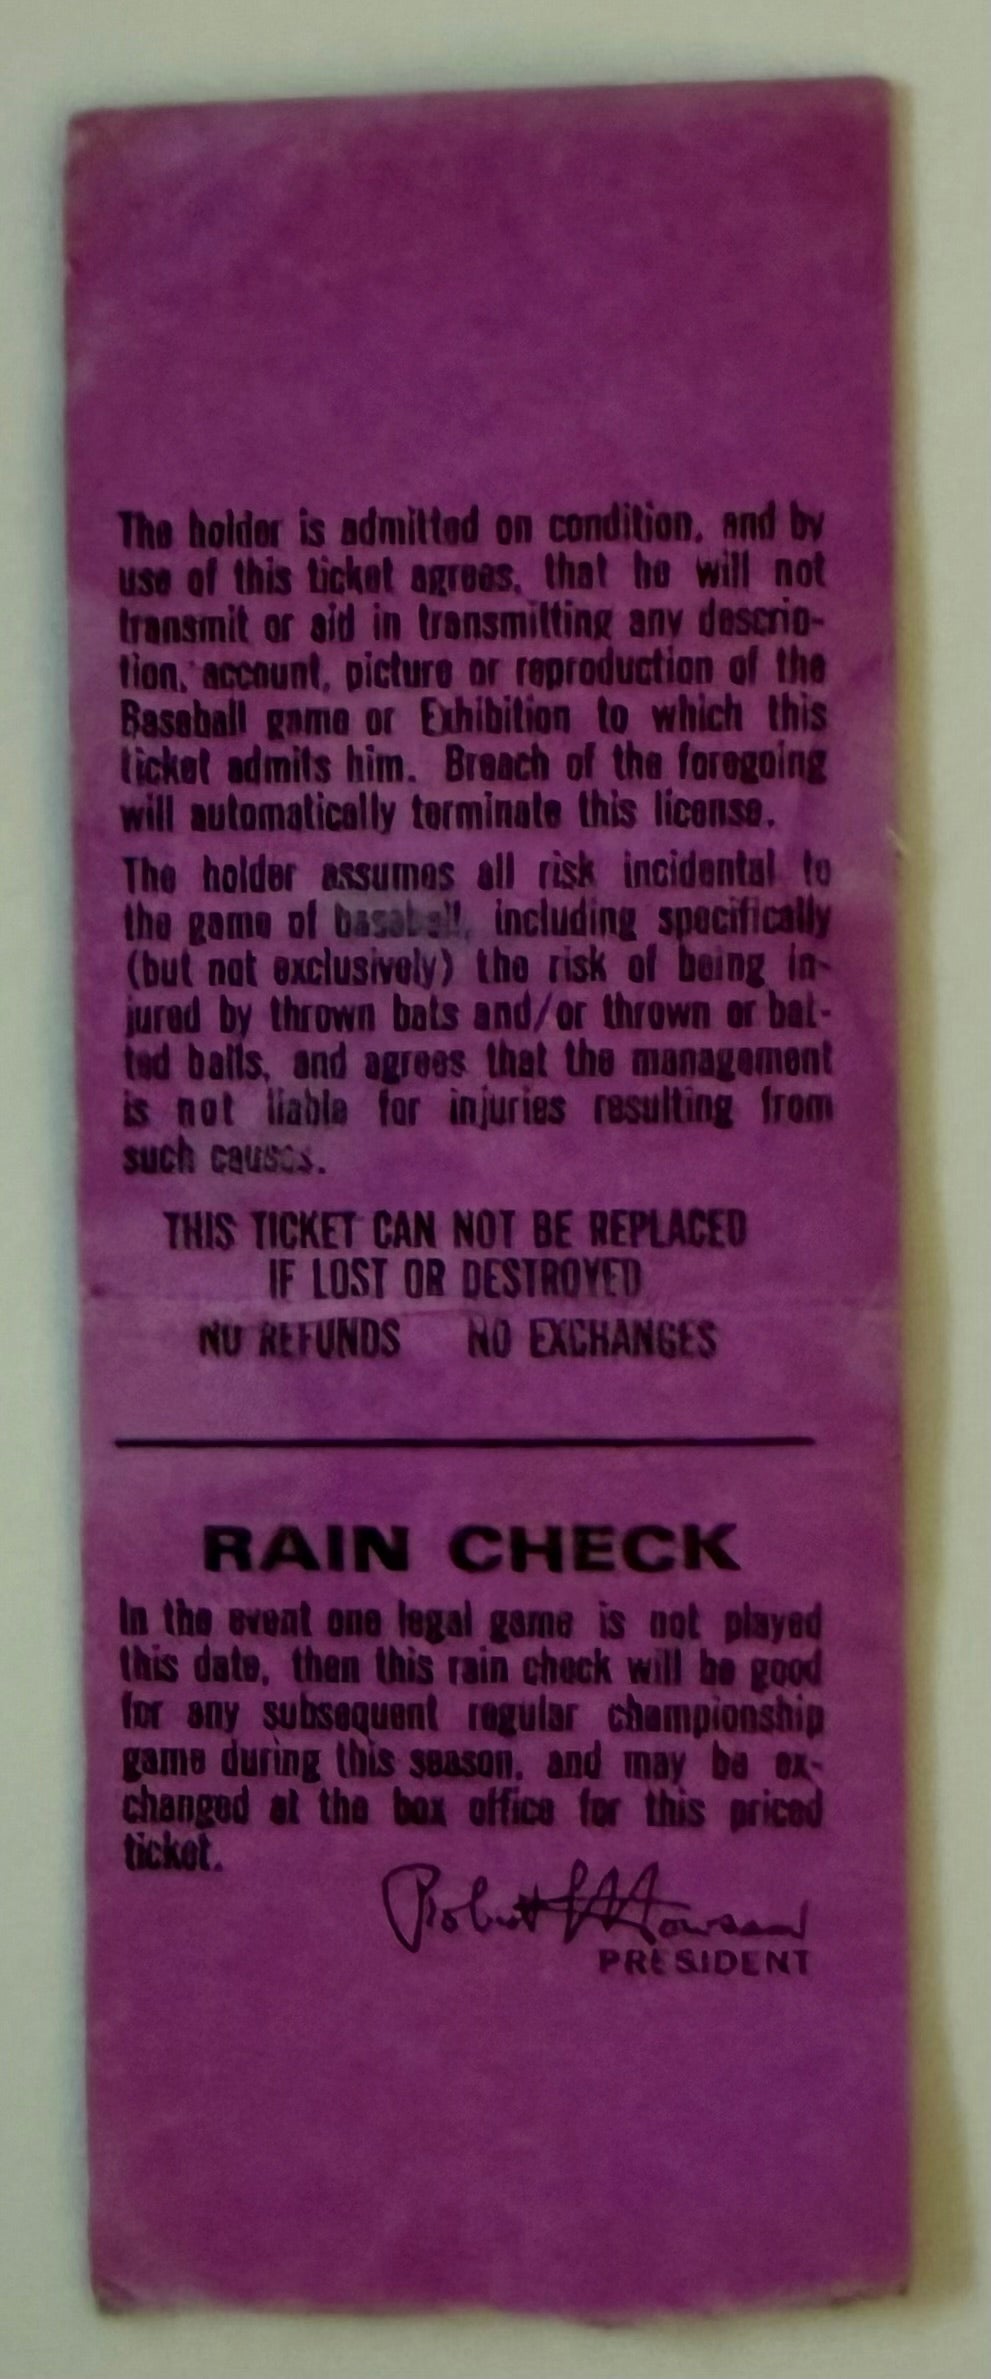 The holder is admitted on condition, and by
use of this ticket agrees, that he will not
transmit or aid in transmitting any descrip-
tion, account, picture or reproduction of the
Baseball game or Exhibition to which this
ticket admits him. Breach of the foregoing
will automatically terminate this license.
The holder assumes all risk incidental to
the game of baseball, including specifically
(but not exclusively) the risk of being in-
jured by thrown bats and/or thrown or bat-
ted balls, and agrees that the management
is not liable for injuries resulting from
such causes.
THIS TICKET CAN NOT BE REPLACED
IF LOST OR DESTROYED
NO REFUNDS NO EXCHANGES
RAIN CHECK
In the event one legal game is not played
this date, then this rain check will be good
for any subsequent regular championship
game during this season, and may be ex-
changed at the box office for this priced
ticket.
Robert L Howsam
PRESIDENT